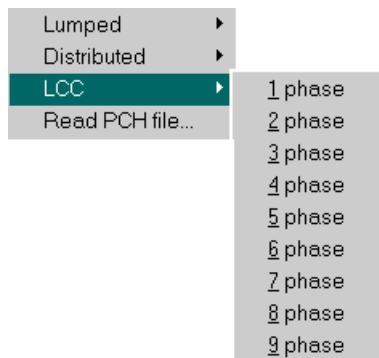 Lumped
Distributed
LCC
Read PCH file...
1 phase
2 phase
3 phase
4 phase
5 phase
6 phase
7 phase
8 phase
9 phase